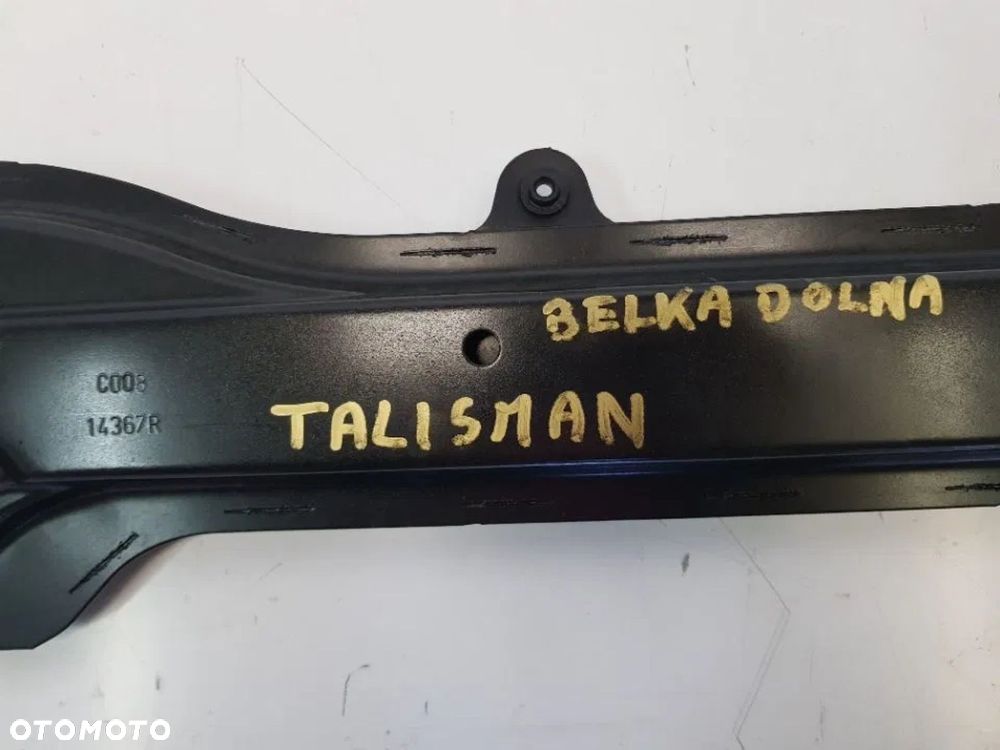 BELKA DOLNA
TALISMAN
C008
14367R
OTOMOTO